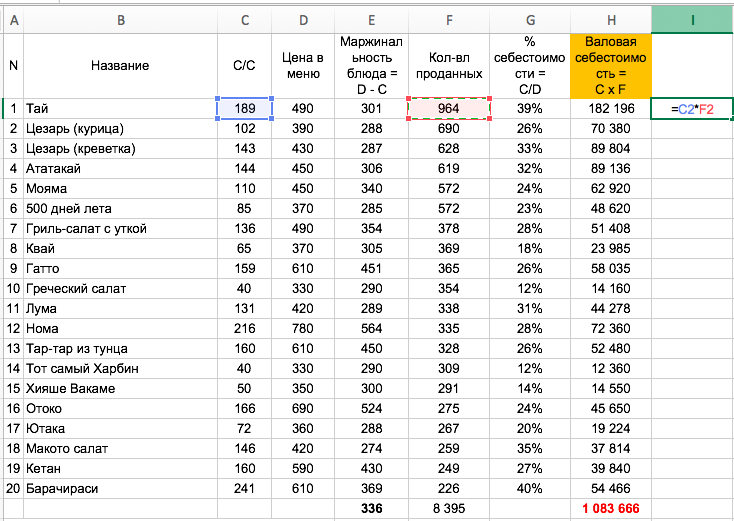 A B C D E F G H I
N Название С/С Цена в меню Маржинал ьность блюда = D - C Кол-вл проданных % себестоимо сти = C/D Валовая себестоимо сть = C x F
1 Тай 189 490 301 964 39% 182 196 =C2*F2
2 Цезарь (курица) 102 390 288 690 26% 70 380
3 Цезарь (креветка) 143 430 287 628 33% 89 804
4 Ататакай 144 450 306 619 32% 89 136
5 Мояма 110 450 340 572 24% 62 920
6 500 дней лета 85 370 285 572 23% 48 620
7 Гриль-салат с уткой 136 490 354 378 28% 51 408
8 Квай 65 370 305 369 18% 23 985
9 Гатто 159 610 451 365 26% 58 035
10 Греческий салат 40 330 290 354 12% 14 160
11 Лума 131 420 289 338 31% 44 278
12 Нома 216 780 564 335 28% 72 360
13 Тар-тар из тунца 160 610 450 328 26% 52 480
14 Тот самый Харбин 40 330 290 309 12% 12 360
15 Хияше Вакаме 50 350 300 291 14% 14 550
16 Отоко 166 690 524 275 24% 45 650
17 Ютака 72 360 288 267 20% 19 224
18 Макото салат 146 420 274 259 35% 37 814
19 Кетан 160 590 430 249 27% 39 840
20 Барачираси 241 610 369 226 40% 54 466
336 8 395 1 083 666